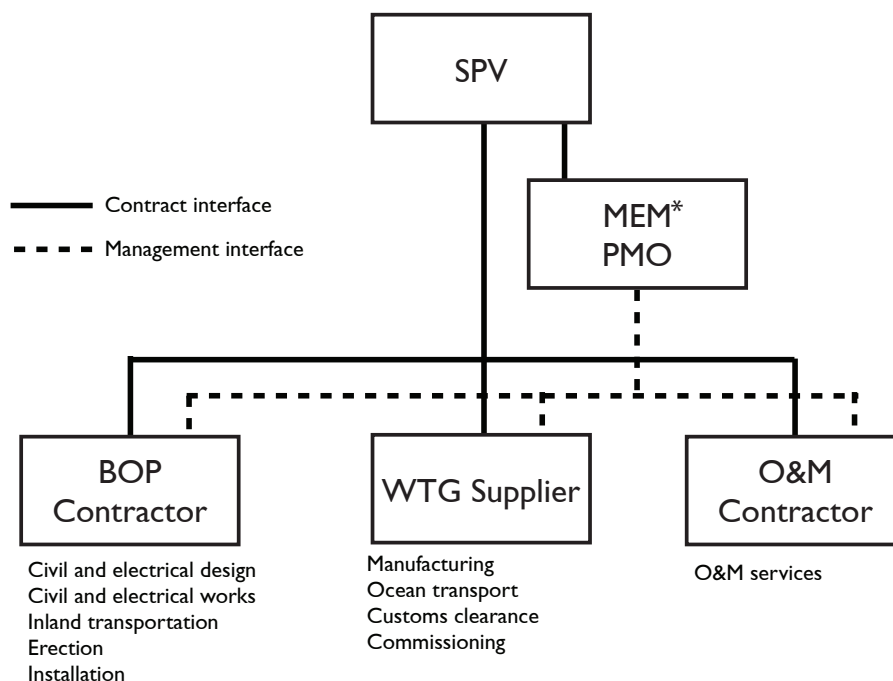 SPV
Contract interface
Management interface
MEM*
PMO
BOP
Contractor
Civil and electrical design
Civil and electrical works
Inland transportation
Erection
Installation
WTG Supplier
Manufacturing
Ocean transport
Customs clearance
Commissioning
O&M
Contractor
O&M services